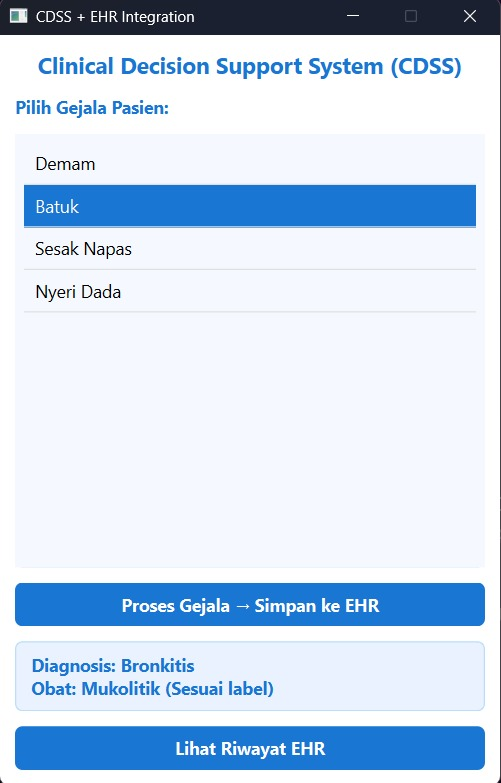 CDSS + EHR Integration
Clinical Decision Support System (CDSS)
Pilih Gejala Pasien:
Demam
Batuk
Sesak Napas
Nyeri Dada
Proses Gejala → Simpan ke EHR
Diagnosis: Bronkitis
Obat: Mukolitik (Sesuai label)
Lihat Riwayat EHR